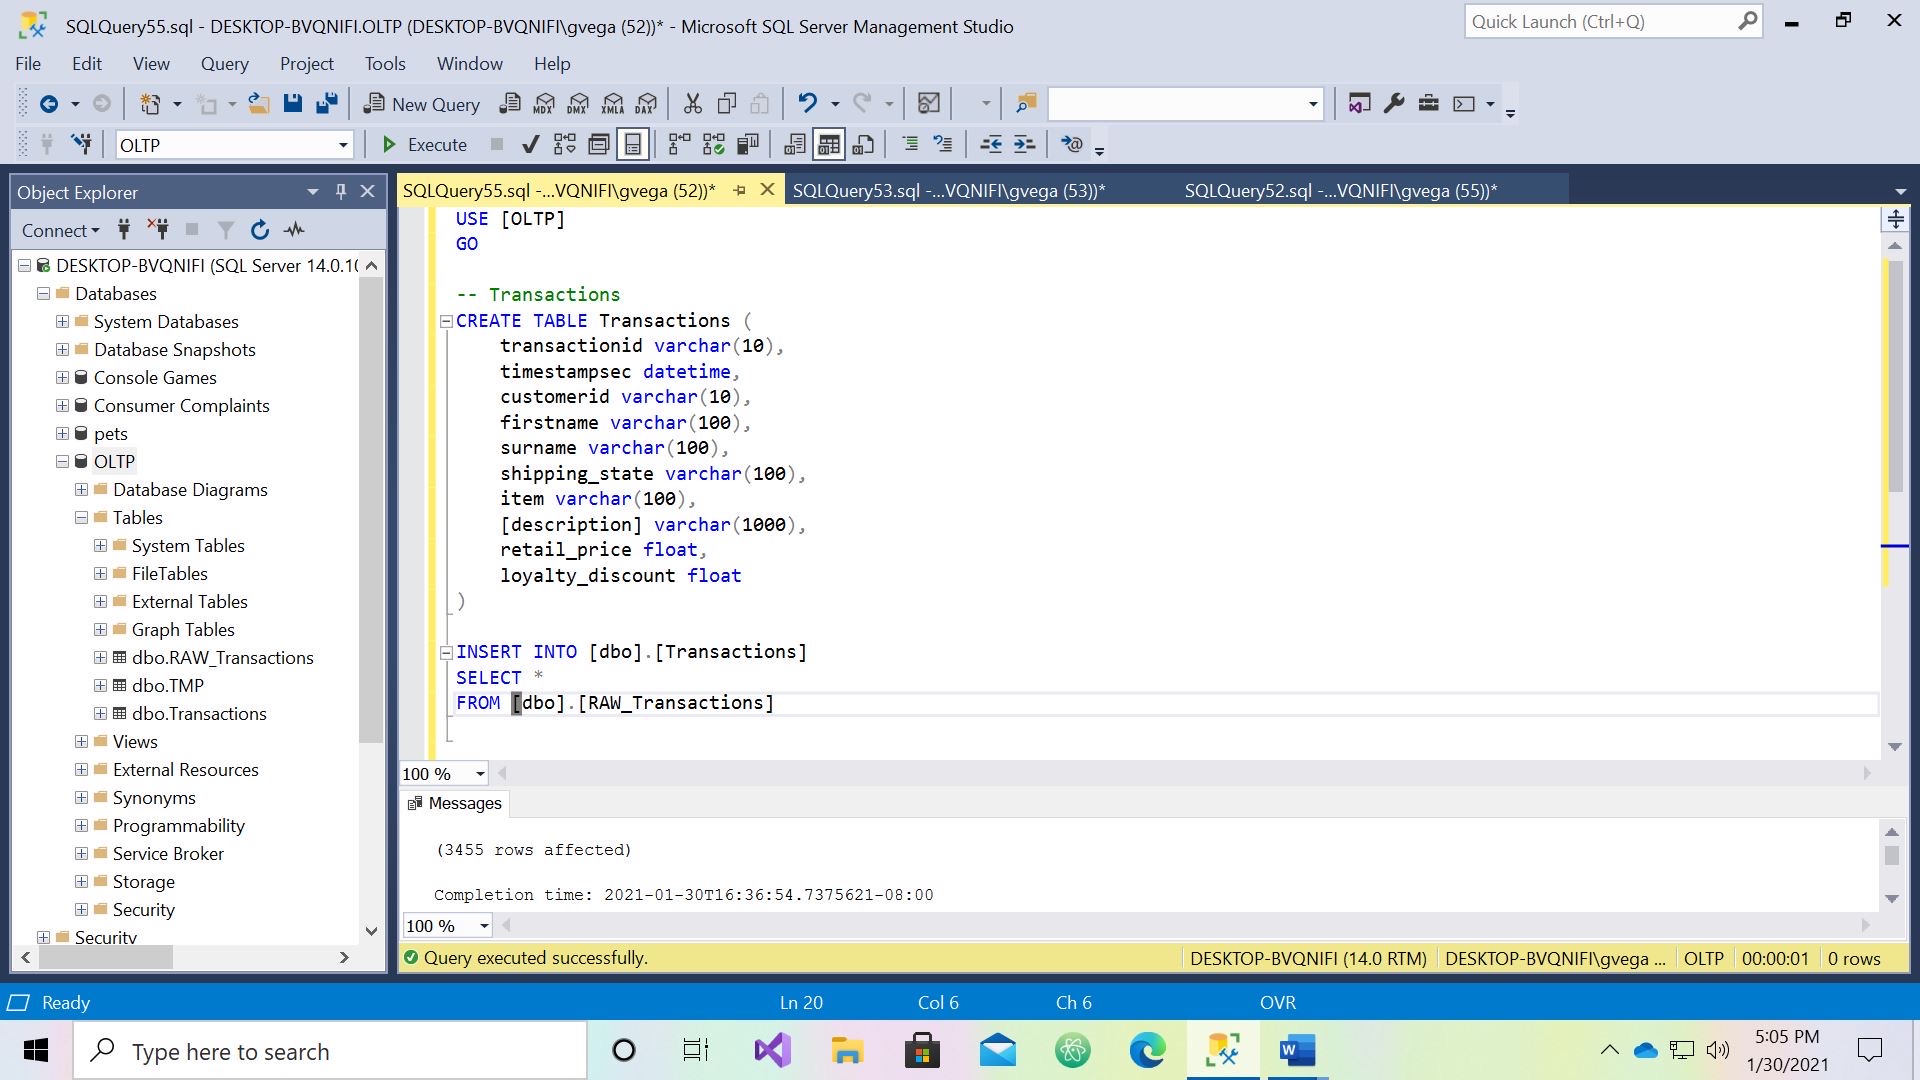 SQLQuery55.sql - DESKTOP-BVQNIFI.OLTP (DESKTOP-BVQNIFI\gvega (52))* - Microsoft SQL Server Management Studio
Quick Launch (Ctrl+Q)
File Edit View Query Project Tools Window Help
New Query MDX DMX XMLA DAX
OLTP Execute
Object Explorer
SQLQuery55.sql -...VQNIFI\gvega (52))* SQLQuery53.sql -...VQNIFI\gvega (53))* SQLQuery52.sql -...VQNIFI\gvega (55))*
Connect
DESKTOP-BVQNIFI (SQL Server 14.0.10
Databases
System Databases
Database Snapshots
Console Games
Consumer Complaints
pets
OLTP
Database Diagrams
Tables
System Tables
FileTables
External Tables
Graph Tables
dbo.RAW_Transactions
dbo.TMP
dbo.Transactions
Views
External Resources
Synonyms
Programmability
Service Broker
Storage
Security
Security
USE [OLTP]
GO
-- Transactions
CREATE TABLE Transactions (
transactionid varchar(10),
timestampsec datetime,
customerid varchar(10),
firstname varchar(100),
surname varchar(100),
shipping_state varchar(100),
item varchar(100),
[description] varchar(1000),
retail_price float,
loyalty_discount float
)
INSERT INTO [dbo].[Transactions]
SELECT *
FROM [dbo].[RAW_Transactions]
100 %
Messages
(3455 rows affected)
Completion time: 2021-01-30T16:36:54.7375621-08:00
100 %
Query executed successfully. DESKTOP-BVQNIFI (14.0 RTM) DESKTOP-BVQNIFI\gvega ... OLTP 00:00:01 0 rows
Ready Ln 20 Col 6 Ch 6 OVR
Type here to search
W
5:05 PM
1/30/2021